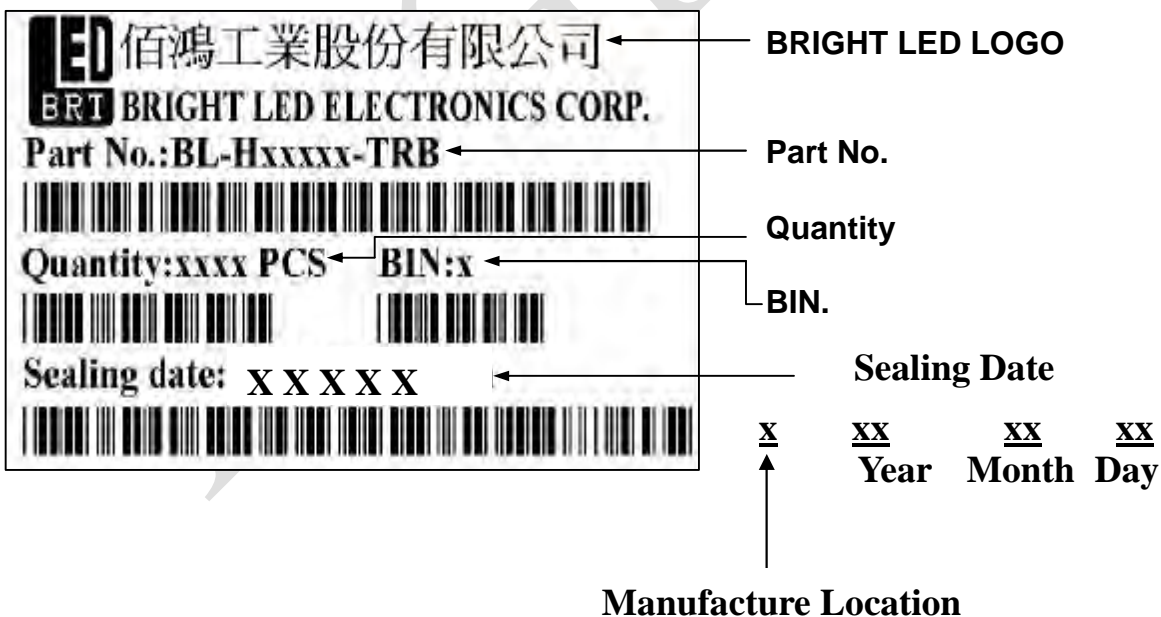 LED 佰鴻工業股份有限公司
BRIGHT LED LOGO
BRT BRIGHT LED ELECTRONICS CORP.
Part No.:BL-Hxxxxx-TRB
Part No.
Quantity
Quantity:xxxx PCS BIN:x
BIN.
Sealing date: X X X X X
Sealing Date
x xx xx xx
Year Month Day
Manufacture Location